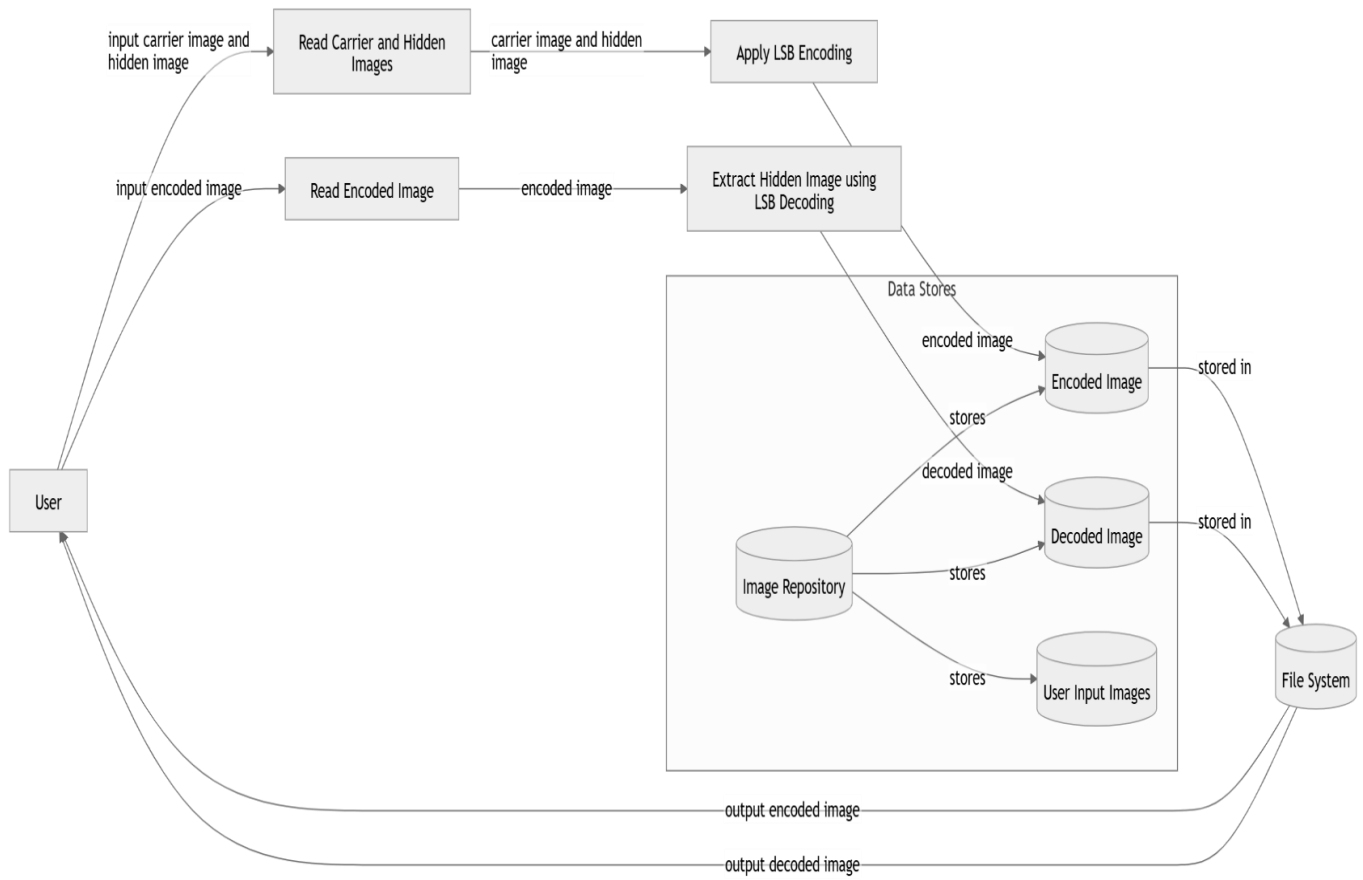 input carrier image and
hidden image
Read Carrier and Hidden
Images
carrier image and hidden
image
Apply LSB Encoding
input encoded image
Read Encoded Image
encoded image
Extract Hidden Image using
LSB Decoding
Data Stores
encoded image
Encoded Image
stored in
stores
decoded image
User
Decoded Image
stored in
Image Repository
stores
stores
User Input Images
File System
output encoded image
output decoded image